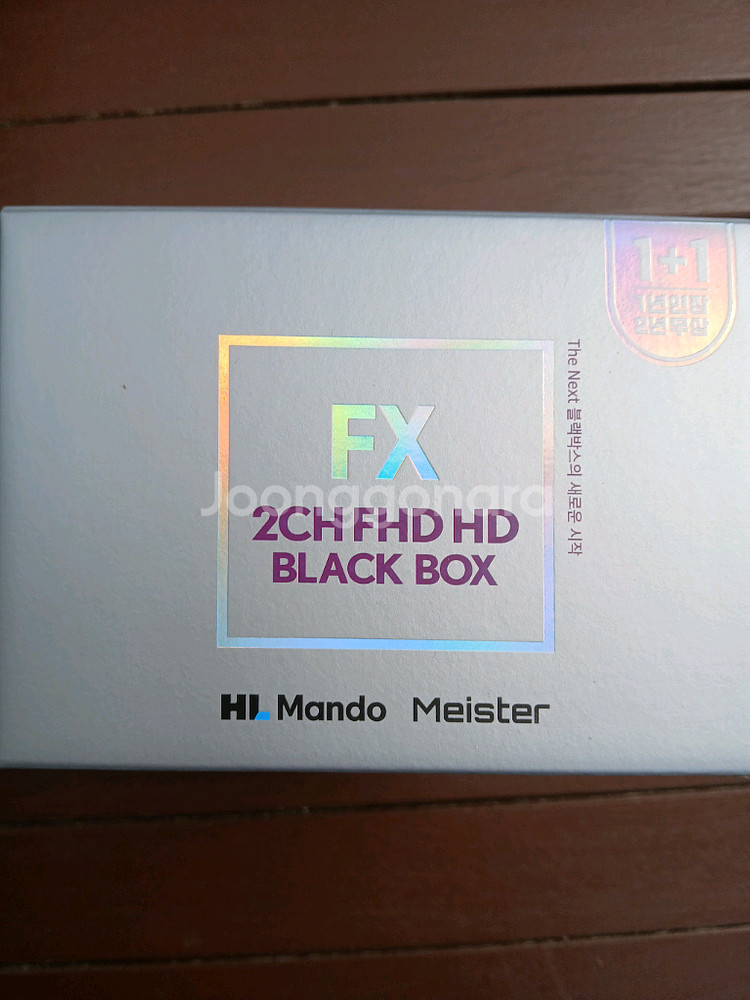 1+1
1년연장
2년무상
The Next 블랙박스의 새로운 시작
FX
Joonggonara
2CH FHD HD
BLACK BOX
HL Mando Meister